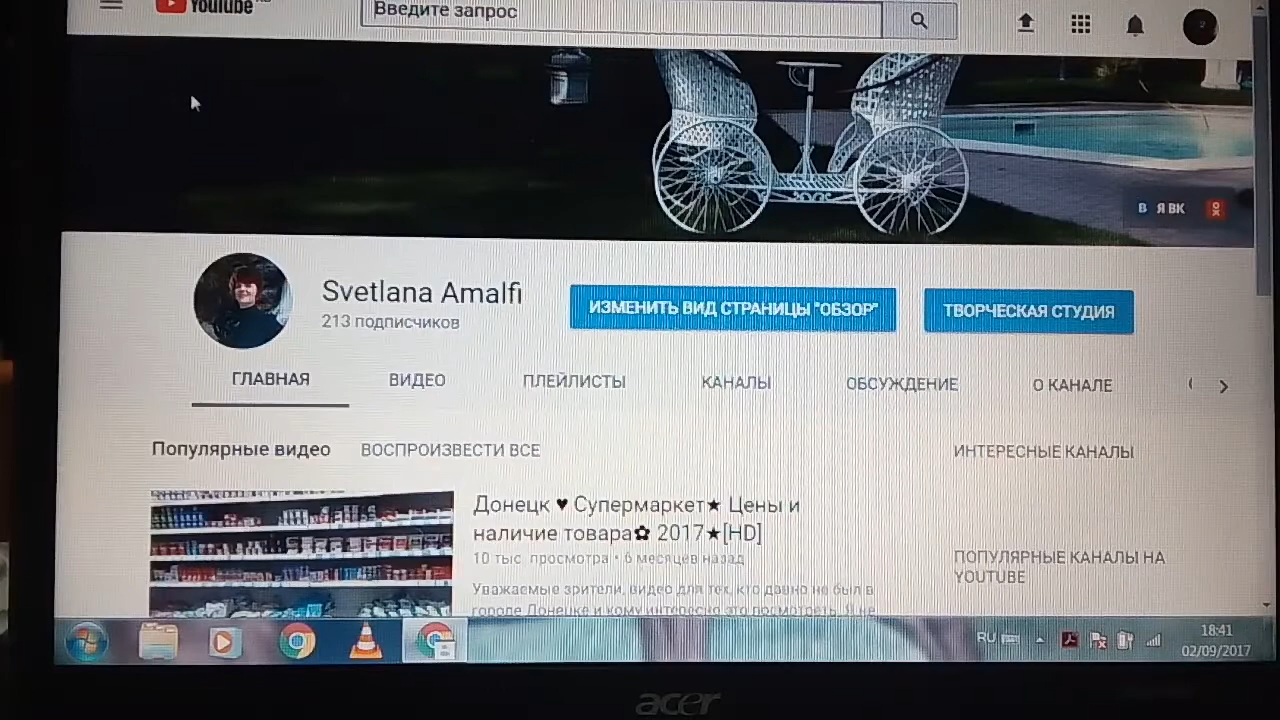 YouTube
Введите запрос
В Я ВК
Svetlana Amalfi
213 подписчиков
ИЗМЕНИТЬ ВИД СТРАНИЦЫ "ОБЗОР"
ТВОРЧЕСКАЯ СТУДИЯ
ГЛАВНАЯ
ВИДЕО
ПЛЕЙЛИСТЫ
КАНАЛЫ
ОБСУЖДЕНИЕ
О КАНАЛЕ
Популярные видео
ВОСПРОИЗВЕСТИ ВСЕ
ИНТЕРЕСНЫЕ КАНАЛЫ
Донецк ♥ Супермаркет★ Цены и
наличие товара✿ 2017★[HD]
10 тыс. просмотра • 6 месяцев назад
Уважаемые зрители, видео для тех, кто давно не был в
городе Донецке и кому интересно это посмотреть. Я не
ПОПУЛЯРНЫЕ КАНАЛЫ НА
YOUTUBE
RU
18:41
02/09/2017
acer